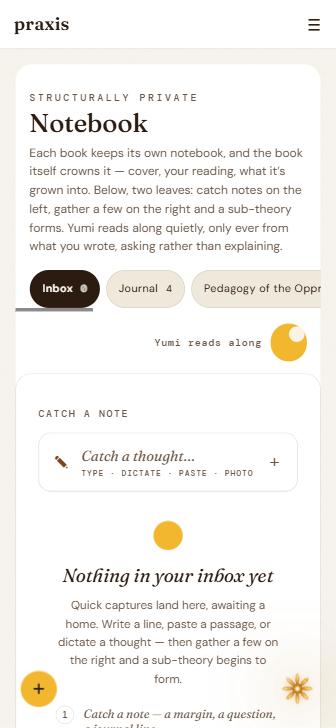 praxis
STRUCTURALLY PRIVATE
Notebook
Each book keeps its own notebook, and the book
itself crowns it — cover, your reading, what it's
grown into. Below, two leaves: catch notes on the
left, gather a few on the right and a sub-theory
forms. Yumi reads along quietly, only ever from
what you wrote, asking rather than explaining.
Inbox 0 Journal 4 Pedagogy of the Oppr
Yumi reads along
CATCH A NOTE
Catch a thought...
TYPE · DICTATE · PASTE · PHOTO
Nothing in your inbox yet
Quick captures land here, awaiting a
home. Write a line, paste a passage, or
dictate a thought — then gather a few on
the right and a sub-theory begins to
form.
1 Catch a note — a margin, a question,
a journal line.